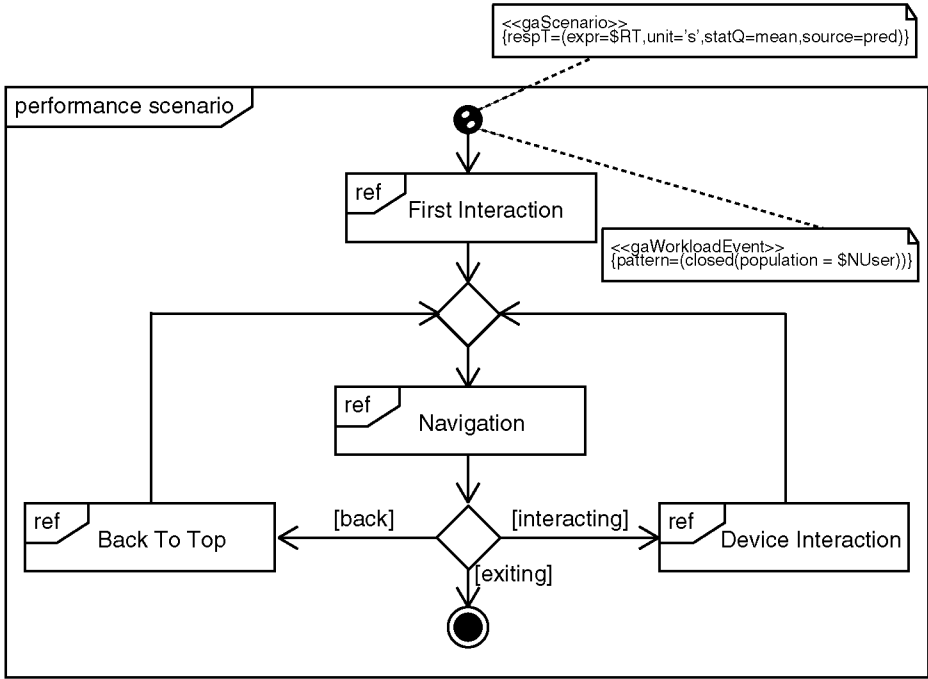 <<gaScenario>>
{respT=(expr=$RT,unit='s',statQ=mean,source=pred)}
performance scenario
ref
First Interaction
<<gaWorkloadEvent>>
{pattern=(closed(population = $NUser))}
ref
Navigation
ref
Back To Top
[back]
[interacting]
ref
Device Interaction
[exiting]